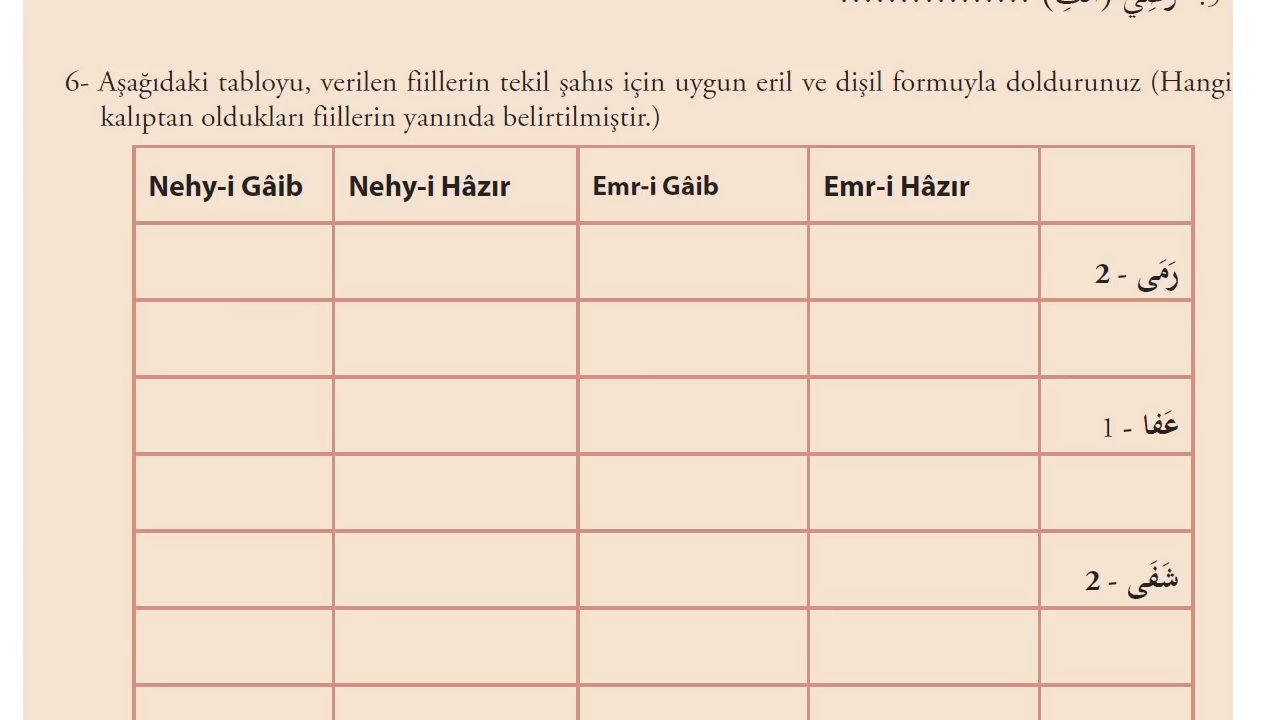 6- Aşağıdaki tabloyu, verilen fiillerin tekil şahıs için uygun eril ve dişil formuyla doldurunuz (Hangi
kalıptan oldukları fiillerin yanında belirtilmiştir.)
Nehy-i Gâib Nehy-i Hâzır Emr-i Gâib Emr-i Hâzır
رَمَى - 2
عَفا - 1
شَفَى - 2